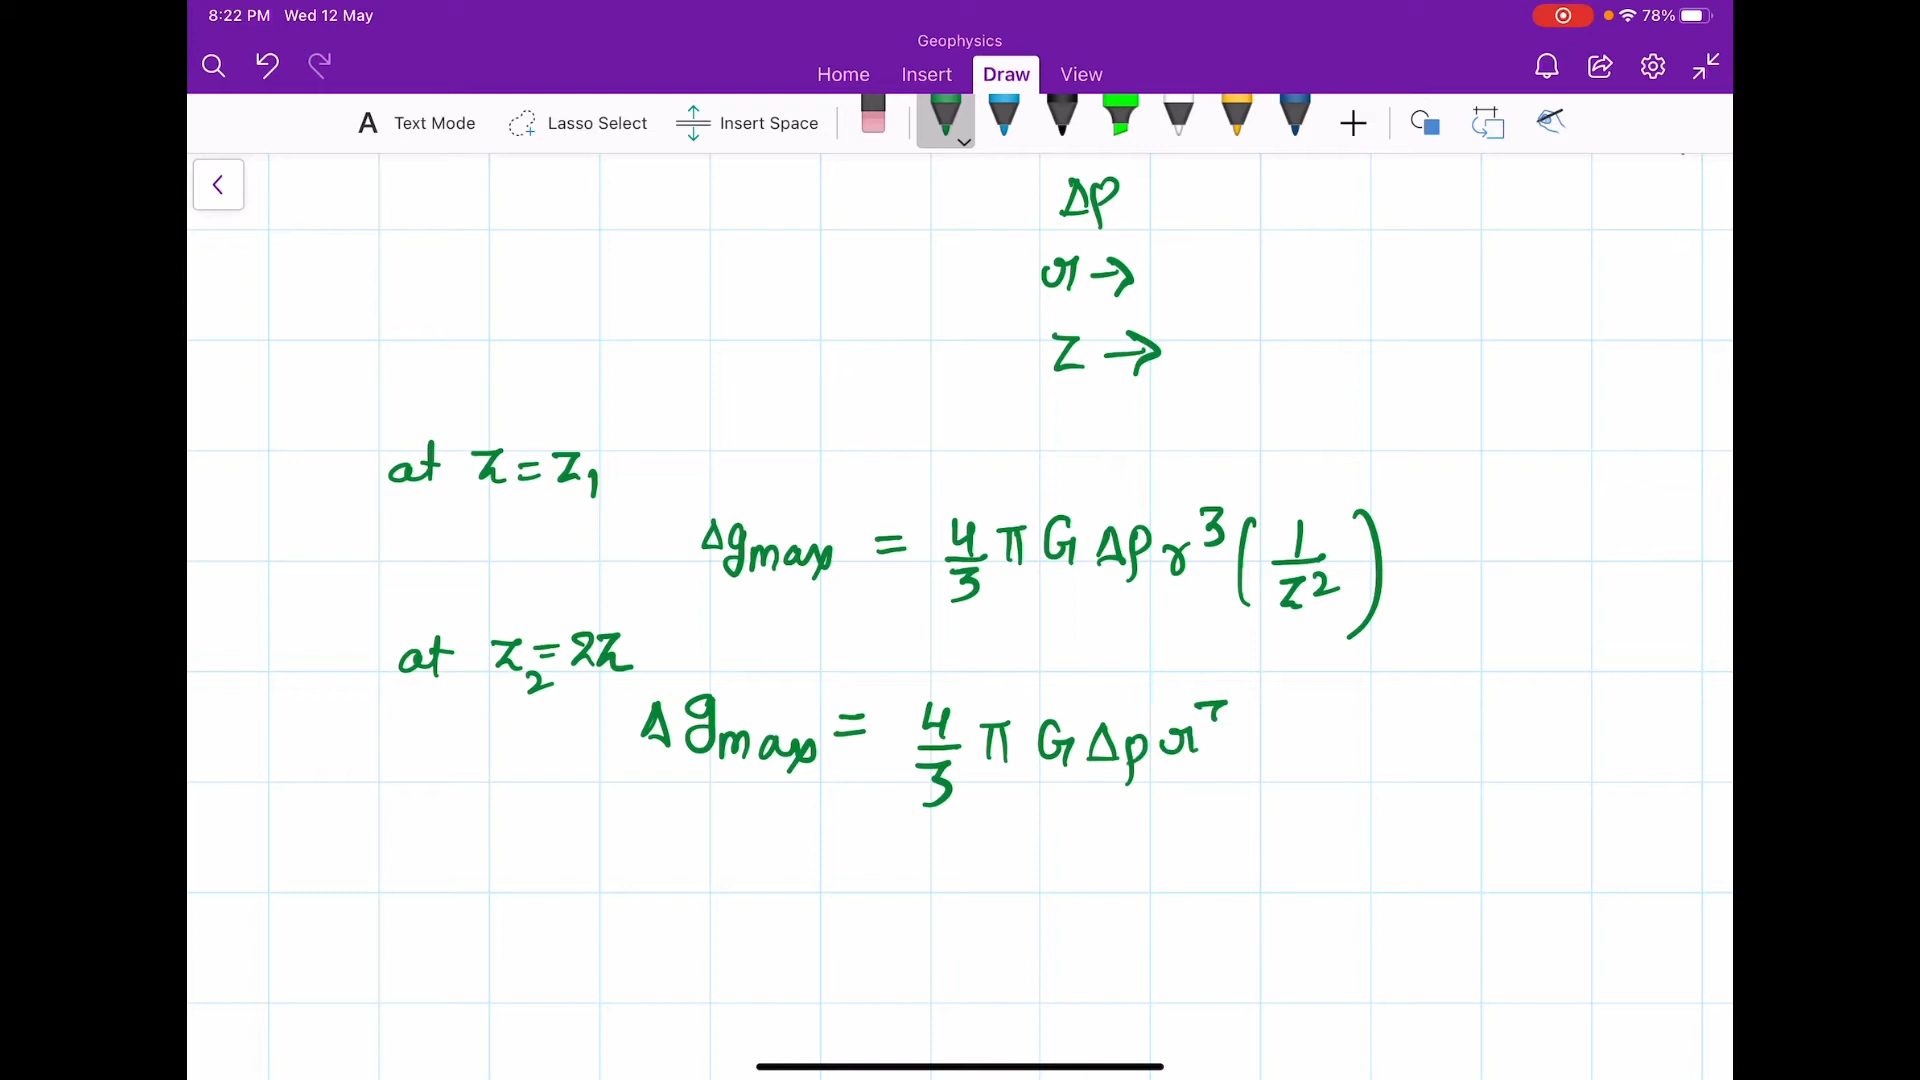 8:22 PM Wed 12 May 78%
Geophysics
Home Insert Draw View
A Text Mode Lasso Select Insert Space
Δρ
r →
z →
at z = z₁
Δgmax = 4/3 π G Δρ r³ (1/z²)
at z₂ = 2z
Δgmax = 4/3 π G Δρ r